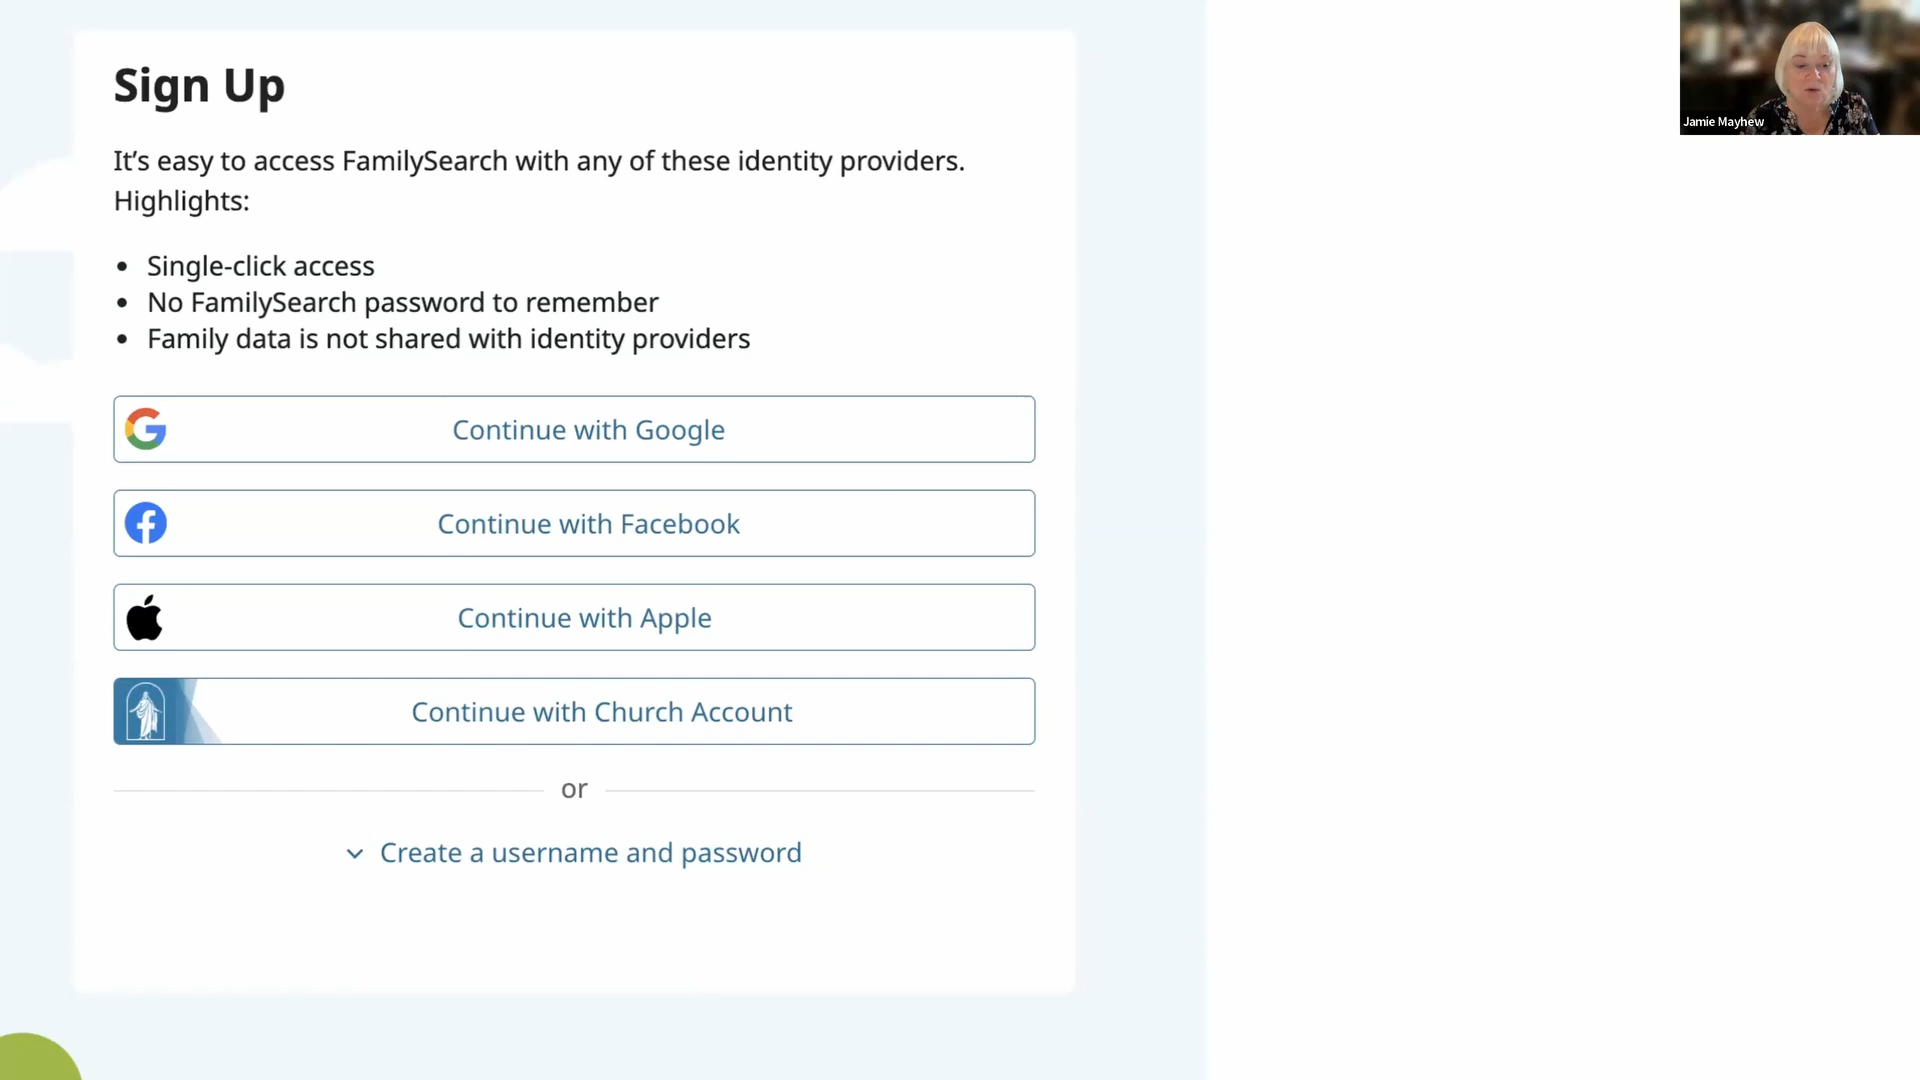 Sign Up
It’s easy to access FamilySearch with any of these identity providers.
Highlights:
• Single-click access
• No FamilySearch password to remember
• Family data is not shared with identity providers
Continue with Google
Continue with Facebook
Continue with Apple
Continue with Church Account
or
Create a username and password
Jamie Mayhew